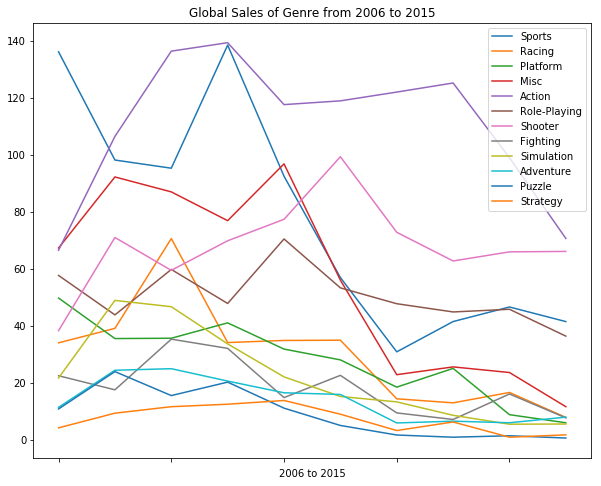 Global Sales of Genre from 2006 to 2015
140
120
100
80
60
40
20
0
Sports
Racing
Platform
Misc
Action
Role-Playing
Shooter
Fighting
Simulation
Adventure
Puzzle
Strategy
2006 to 2015